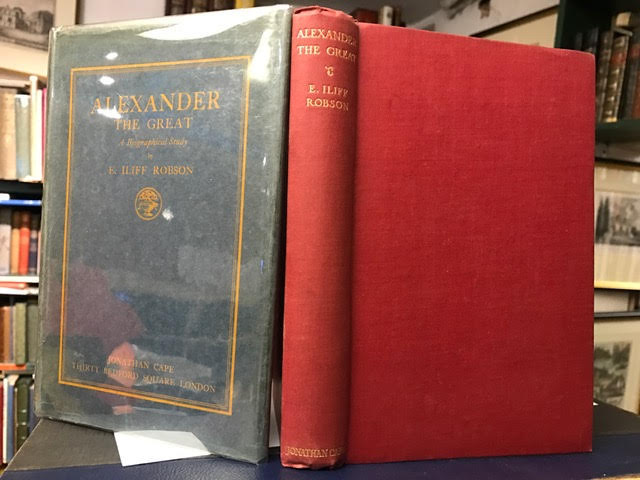 ALEXANDER
THE GREAT
A Biographical Study
by
E. ILIFF ROBSON
JONATHAN CAPE
THIRTY BEDFORD SQUARE LONDON
ALEXANDER
THE GREAT
E. ILIFF
ROBSON
JONATHAN CAPE